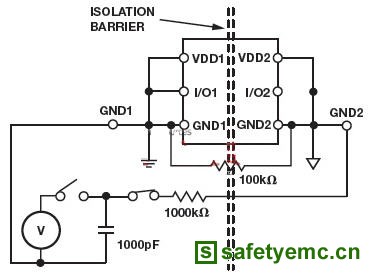 ISOLATION
BARRIER
VDD1
VDD2
I/O1
I/O2
GND1
GND1
GND2
GND2
100kΩ
1000kΩ
V
1000pF
S safetyemc.cn